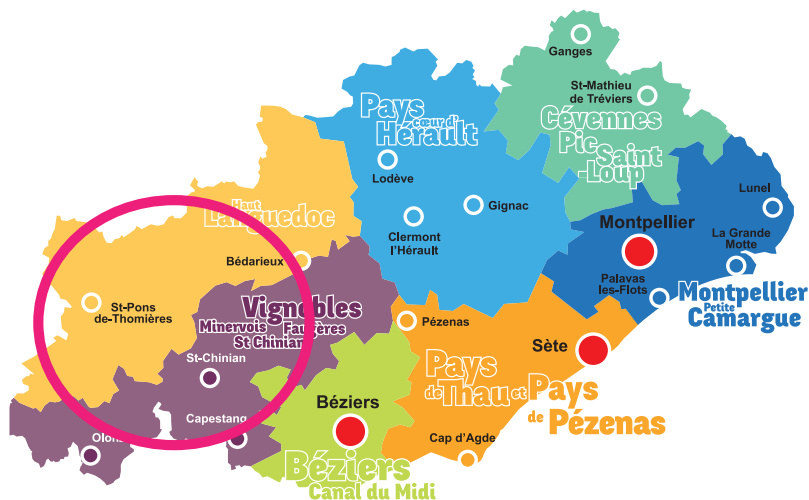 Ganges
St-Mathieu
de Tréviers
Cévennes
Pic
Saint
-Loup
Pays
cœur d'
Hérault
Lodève
Gignac
Clermont
l'Hérault
Lunel
Montpellier
La Grande
Motte
Palavas
les-Flots
Montpellier
Petite
Camargue
Haut
Languedoc
Bédarieux
St-Pons
de-Thomières
Vignobles
Minervois Faugères
St Chinian
St-Chinian
Pézenas
Sète
Pays
de Thau et Pays
de Pézenas
Béziers
Capestang
Cap d'Agde
Béziers
Canal du Midi